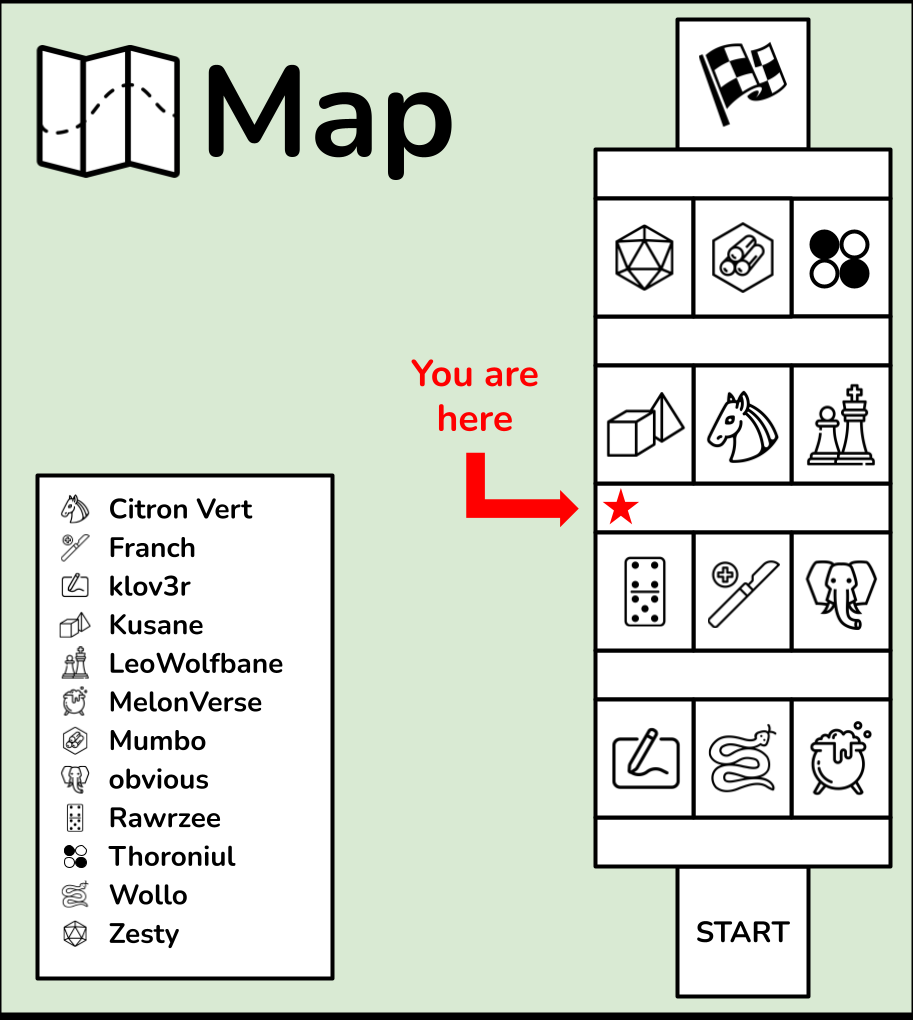 Map
You are
here
Citron Vert
Franch
klov3r
Kusane
LeoWolfbane
MelonVerse
Mumbo
obvious
Rawrzee
Thoroniul
Wollo
Zesty
START